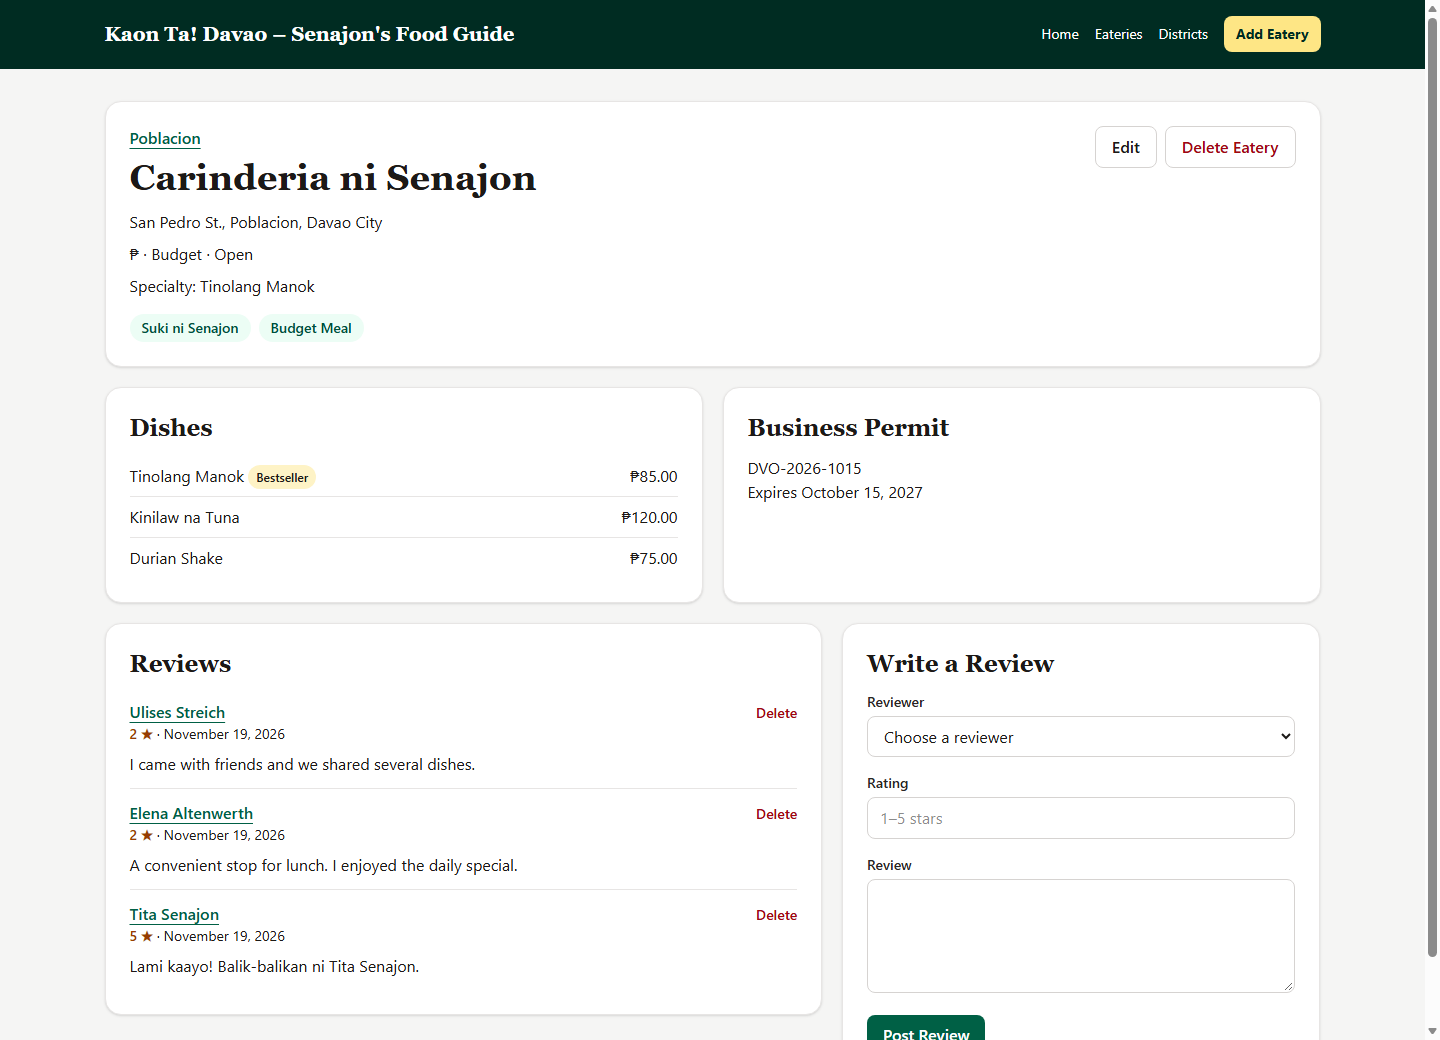 Kaon Ta! Davao – Senajon's Food Guide
Home Eateries Districts Add Eatery
Poblacion
Edit Delete Eatery
Carinderia ni Senajon
San Pedro St., Poblacion, Davao City
₱ · Budget · Open
Specialty: Tinolang Manok
Suki ni Senajon Budget Meal
Dishes
Tinolang Manok Bestseller ₱85.00
Kinilaw na Tuna ₱120.00
Durian Shake ₱75.00
Business Permit
DVO-2026-1015
Expires October 15, 2027
Reviews
Ulises Streich Delete
2 ★ · November 19, 2026
I came with friends and we shared several dishes.
Elena Altenwerth Delete
2 ★ · November 19, 2026
A convenient stop for lunch. I enjoyed the daily special.
Tita Senajon Delete
5 ★ · November 19, 2026
Lami kaayo! Balik-balikan ni Tita Senajon.
Write a Review
Reviewer
Choose a reviewer
Rating
1–5 stars
Review
Post Review